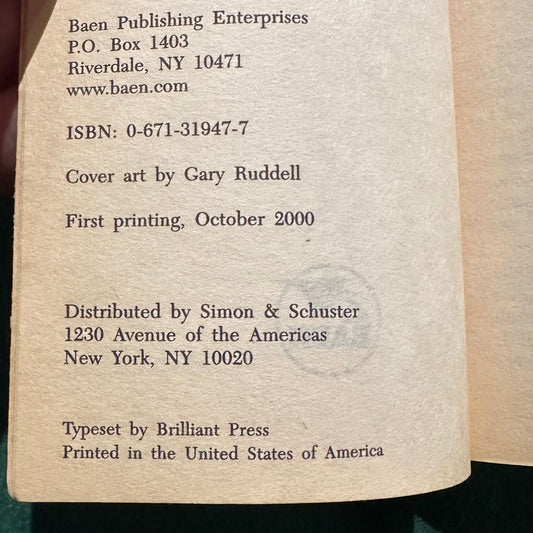 Baen Publishing Enterprises
P.O. Box 1403
Riverdale, NY 10471
www.baen.com
ISBN: 0-671-31947-7
Cover art by Gary Ruddell
First printing, October 2000
Distributed by Simon & Schuster
1230 Avenue of the Americas
New York, NY 10020
Typeset by Brilliant Press
Printed in the United States of America